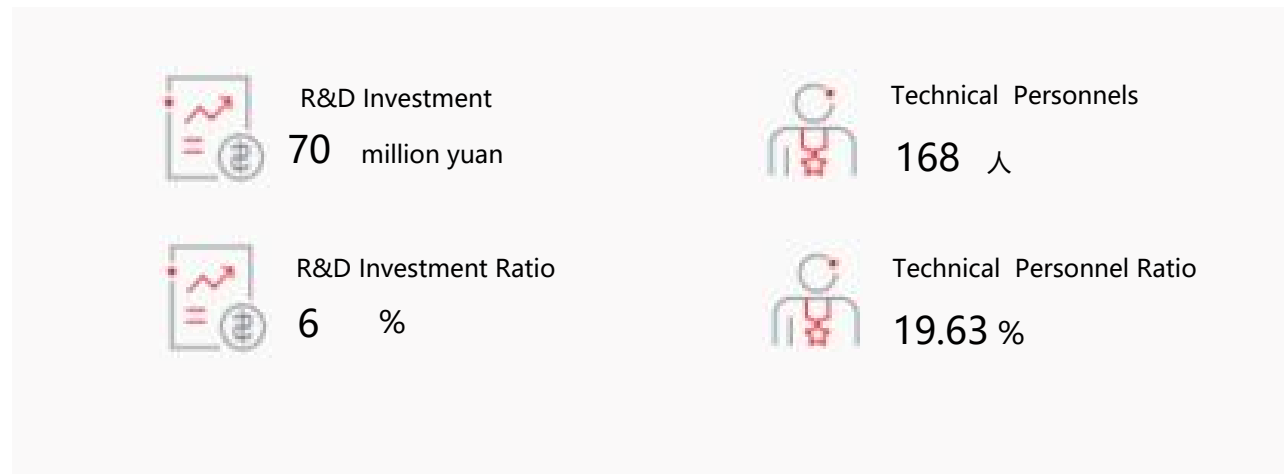 R&D Investment
70 million yuan
Technical Personnels
168 人
R&D Investment Ratio
6 %
Technical Personnel Ratio
19.63 %